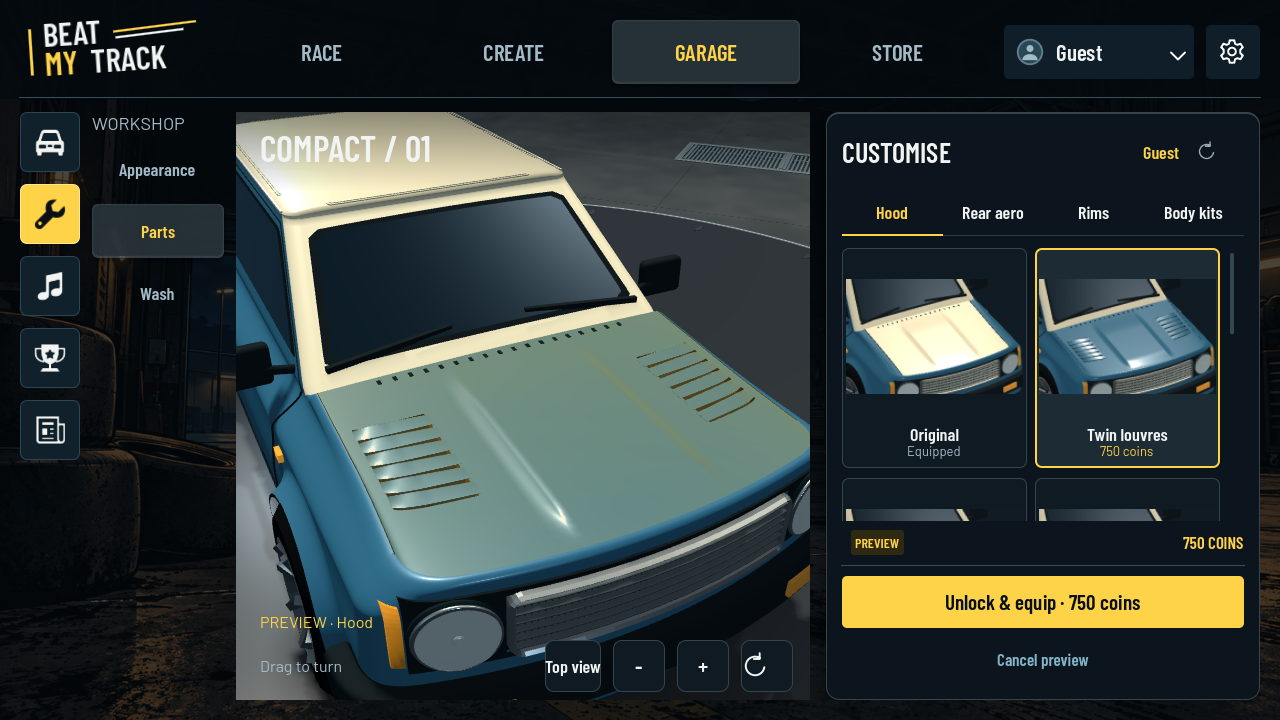 BEAT
MY TRACK
RACE
CREATE
GARAGE
STORE
Guest
WORKSHOP
Appearance
Parts
Wash
COMPACT / 01
PREVIEW · Hood
Drag to turn
Top view
-
+
CUSTOMISE
Guest
Hood
Rear aero
Rims
Body kits
Original
Equipped
Twin louvres
750 coins
PREVIEW
750 COINS
Unlock & equip · 750 coins
Cancel preview